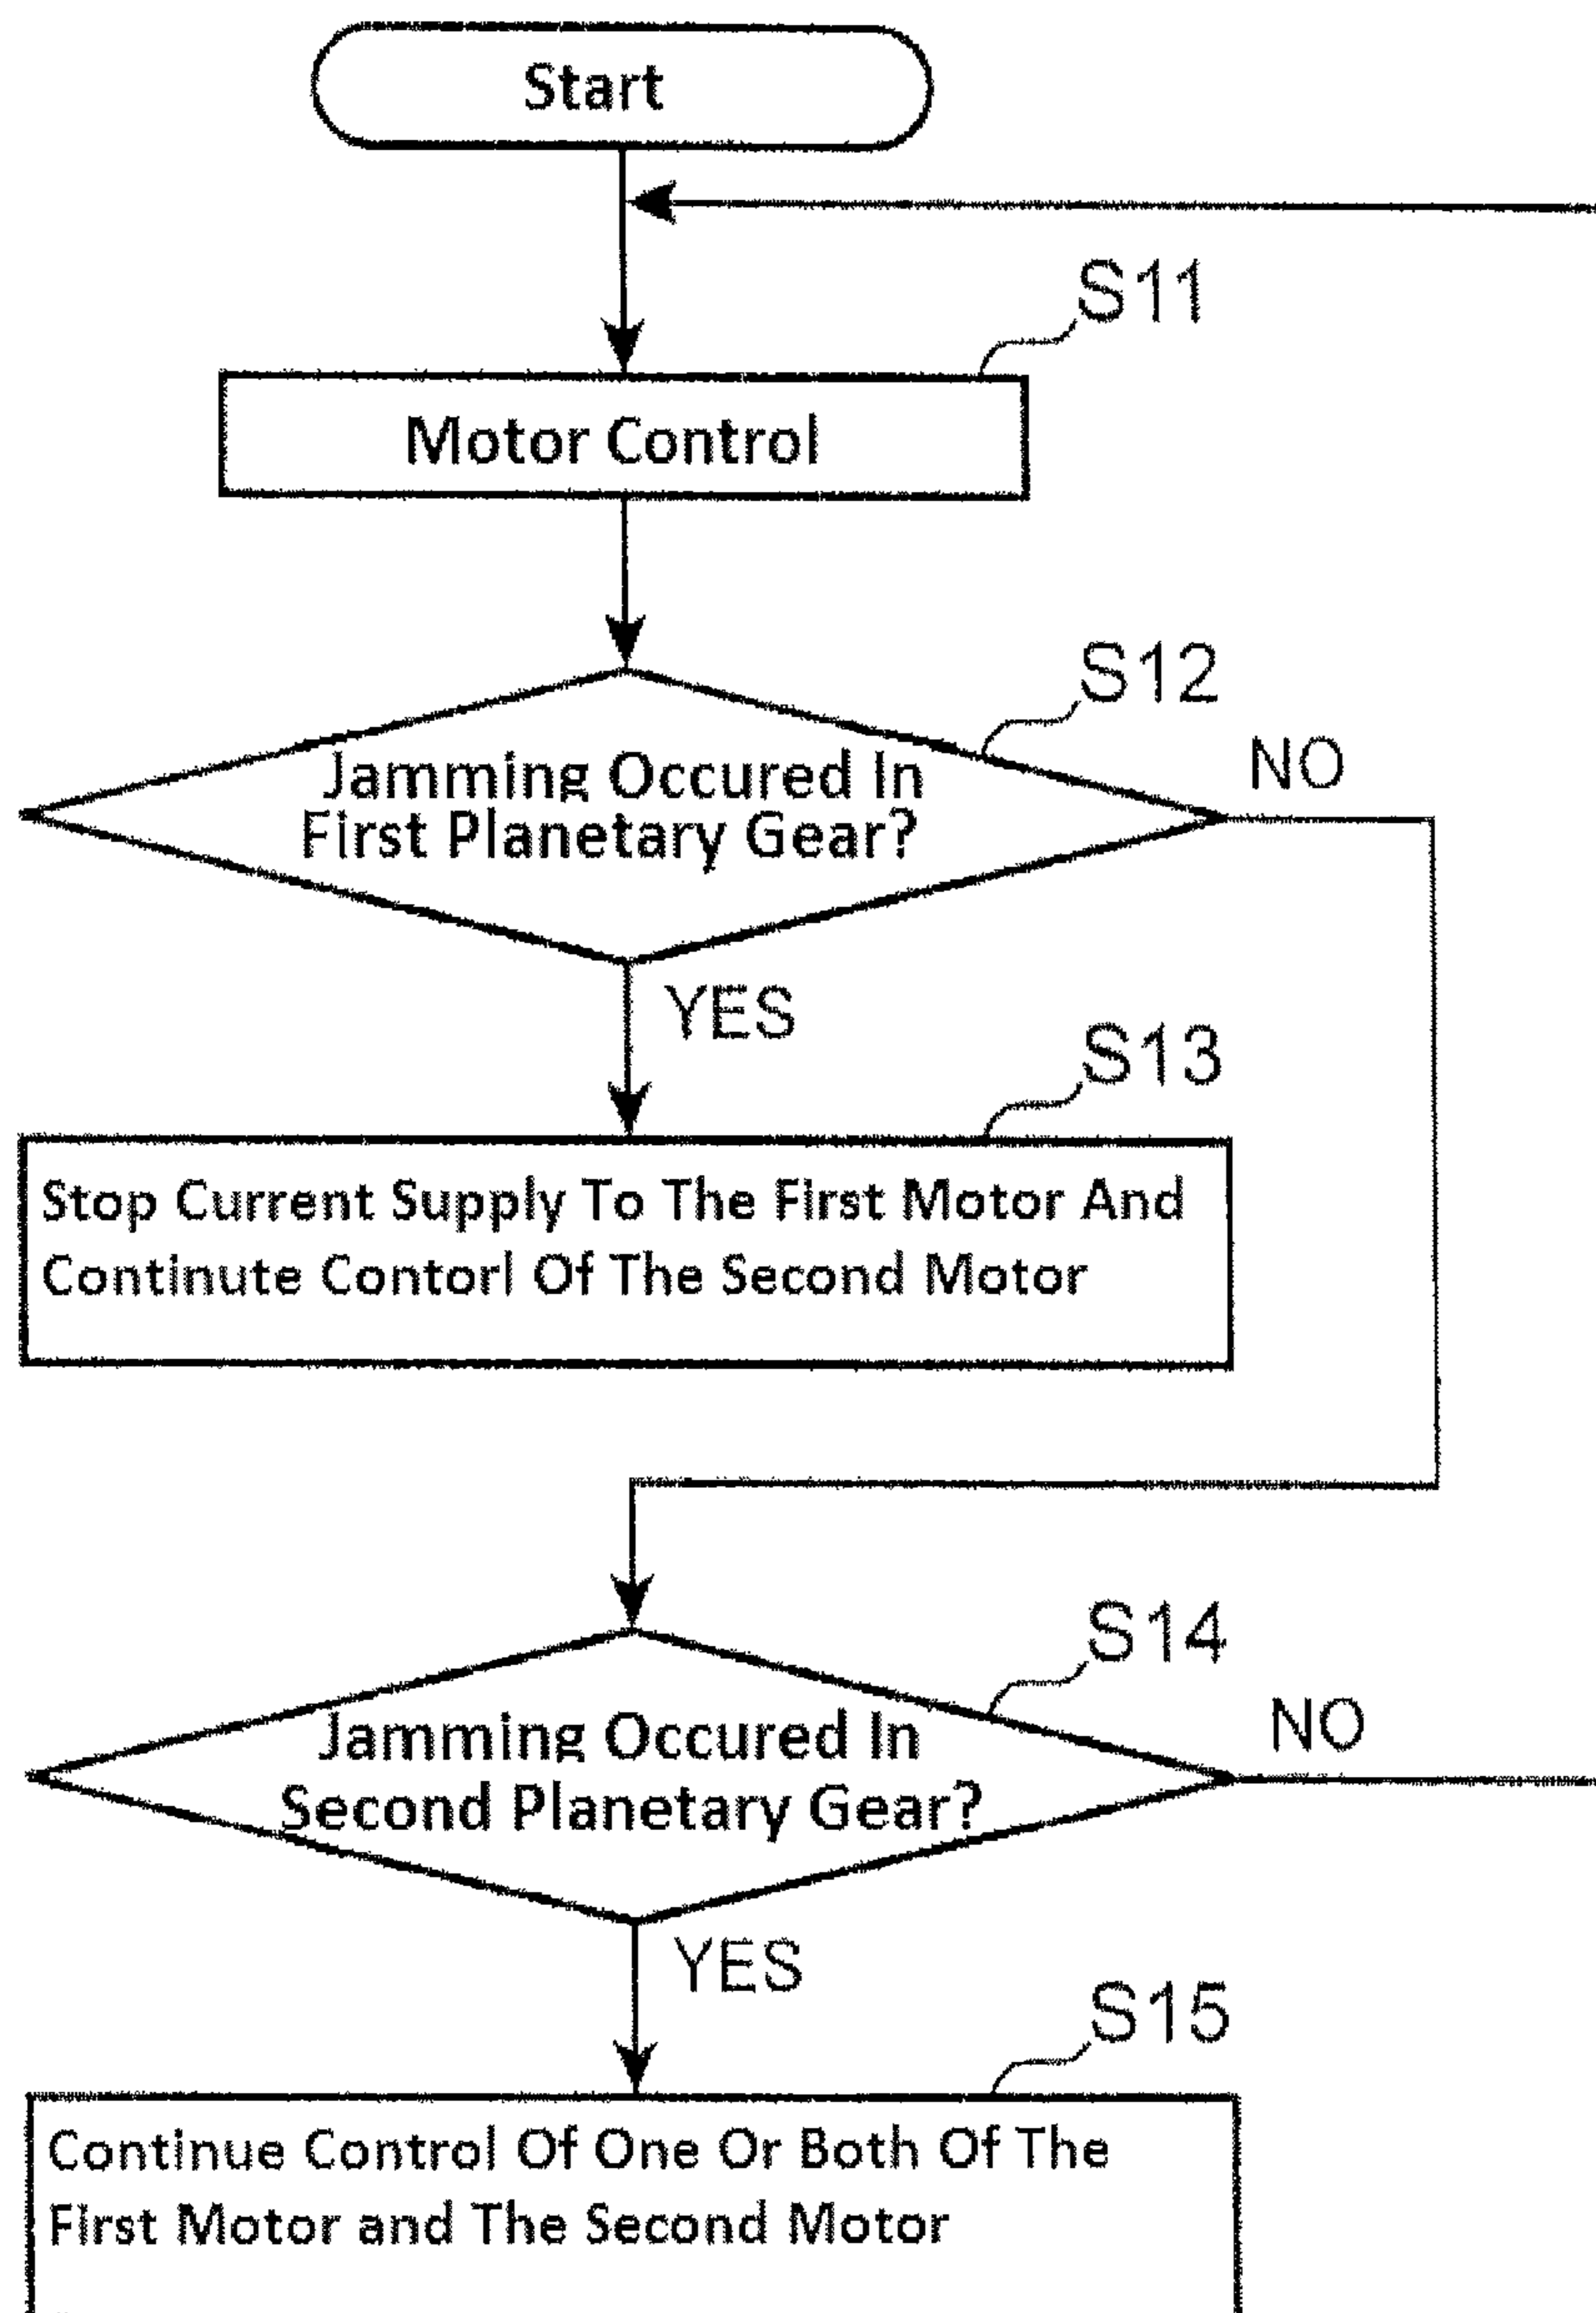 Start
S11
Motor Control
S12
Jamming Occured In
First Planetary Gear?
NO
YES
S13
Stop Current Supply To The First Motor And
Continute Contorl Of The Second Motor
S14
Jamming Occured In
Second Planetary Gear?
NO
YES
S15
Continue Control Of One Or Both Of The
First Motor and The Second Motor